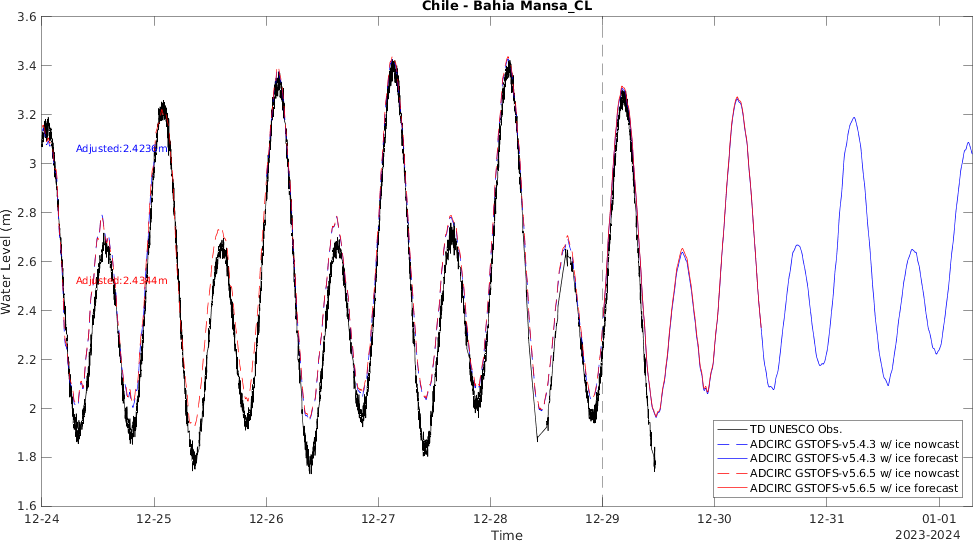 Chile - Bahia Mansa_CL
3.6
3.4
3.2
3
2.8
2.6
2.4
2.2
2
1.8
1.6
Water Level (m)
Adjusted:2.4236m
Adjusted:2.4344m
TD UNESCO Obs.
ADCIRC GSTOFS-v5.4.3 w/ ice nowcast
ADCIRC GSTOFS-v5.4.3 w/ ice forecast
ADCIRC GSTOFS-v5.6.5 w/ ice nowcast
ADCIRC GSTOFS-v5.6.5 w/ ice forecast
12-24 12-25 12-26 12-27 12-28 12-29 12-30 12-31 01-01
Time
2023-2024